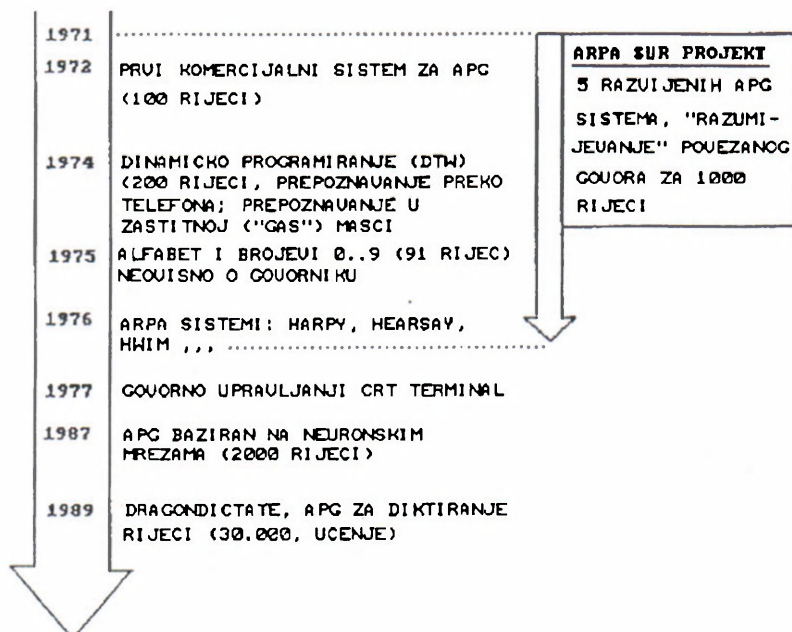 1971
1972 PRVI KOMERCIJALNI SISTEM ZA APG
(100 RIJECI)
1974 DINAMICKO PROGRAMIRANJE (DTW)
(200 RIJECI, PREPOZNAVANJE PREKO
TELEFONA; PREPOZNAVANJE U
ZASTITNOJ ("GAS") MASCI
1975 ALFABET I BROJEVI 0..9 (91 RIJEC)
NEOVISNO O GOVORNIKU
1976 ARPA SISTEMI: HARPY, HEARSAY,
HWIM ,,,
1977 GOVORNO UPRAVLJANJI CRT TERMINAL
1987 APG BAZIRAN NA NEURONSKIM
MREZAMA (2000 RIJECI)
1989 DRAGONDICTATE, APG ZA DIKTIRANJE
RIJECI (30.000, UCENJE)
ARPA SUR PROJEKT
5 RAZVIJENIH APG
SISTEMA, "RAZUMI-
JEVANJE" POVEZANOG
GOVORA ZA 1000
RIJECI